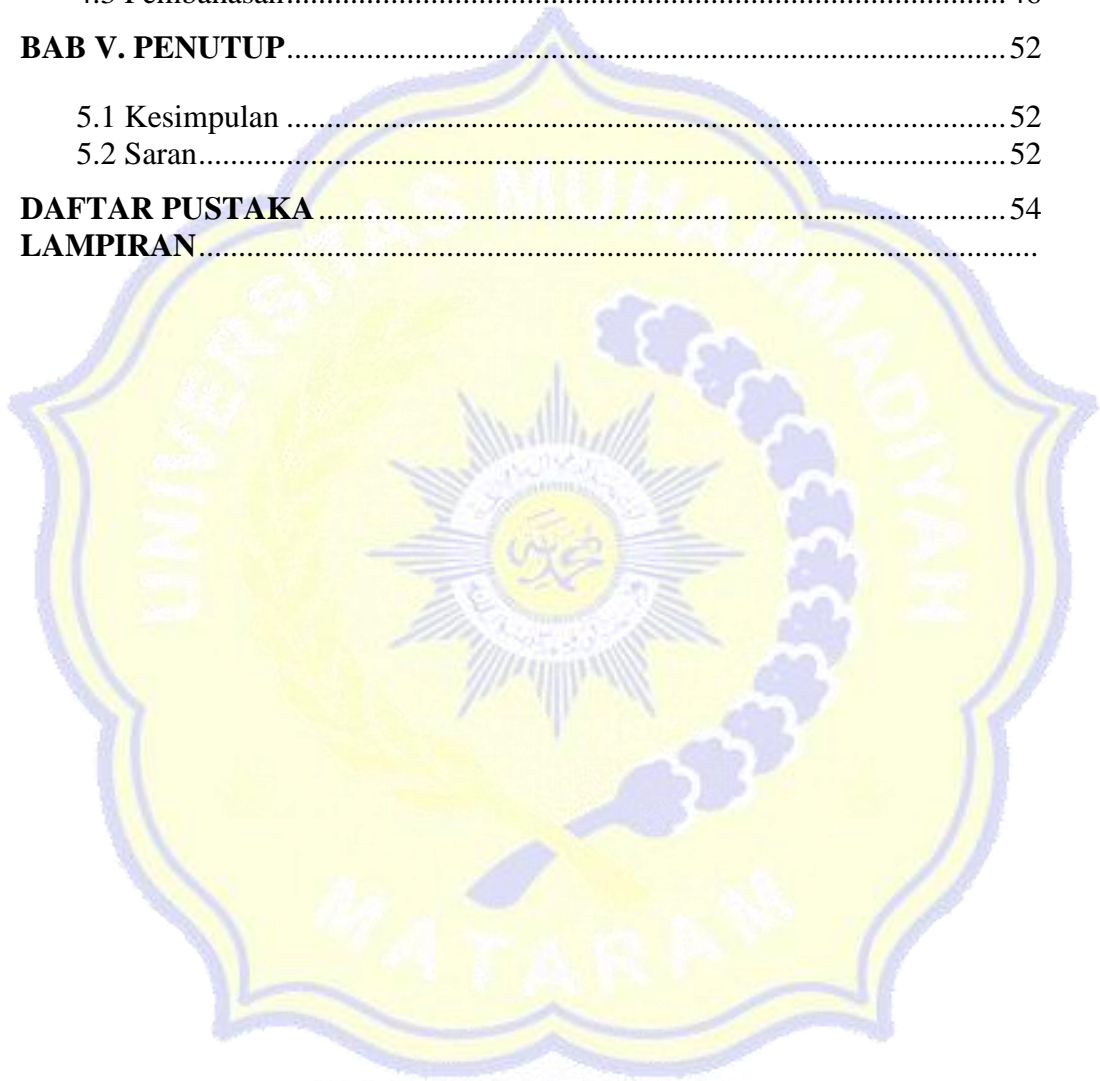 BAB V. PENUTUP........................................................................................52
5.1 Kesimpulan ........................................................................................52
5.2 Saran..................................................................................................52
DAFTAR PUSTAKA....................................................................................54
LAMPIRAN..................................................................................................
UNIVERSITAS MUHAMMADIYAH
MATARAM